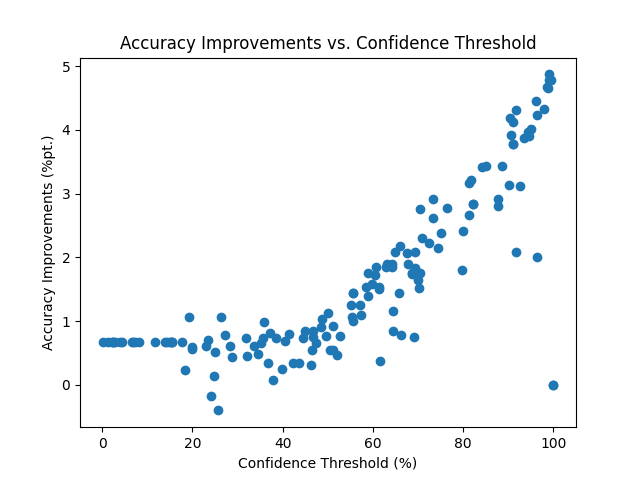 Accuracy Improvements vs. Confidence Threshold
5
4
3
2
1
0
Accuracy Improvements (%pt.)
0 20 40 60 80 100
Confidence Threshold (%)